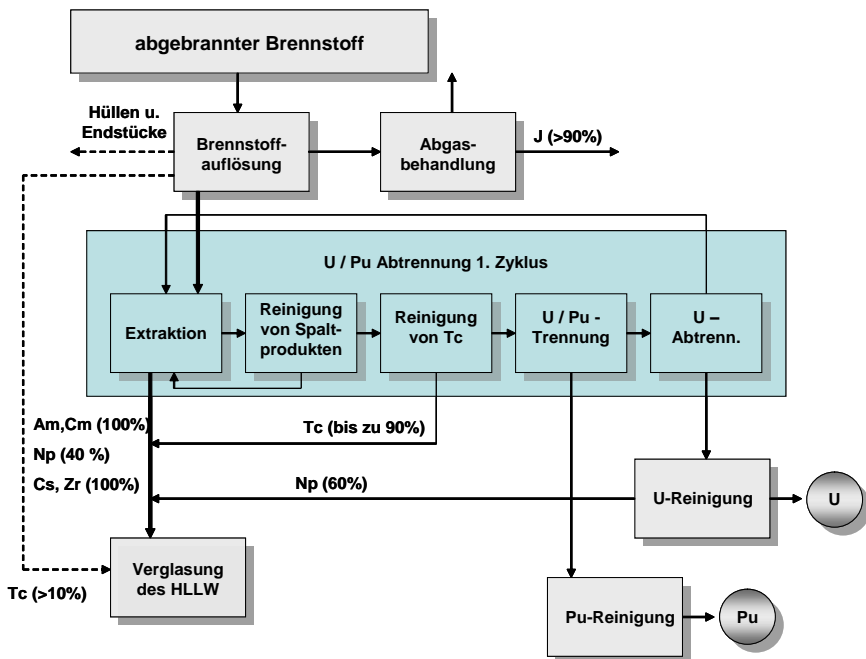 abgebrannter Brennstoff
Hüllen u.
Endstücke
Brennstoff-
auflösung
Abgas-
behandlung
J (>90%)
U / Pu Abtrennung 1. Zyklus
Extraktion
Reinigung
von Spalt-
produkten
Reinigung
von Tc
U / Pu -
Trennung
U –
Abtrenn.
Am,Cm (100%)
Np (40 %)
Cs, Zr (100%)
Tc (bis zu 90%)
Np (60%)
U-Reinigung
U
Verglasung
des HLLW
Tc (>10%)
Pu-Reinigung
Pu